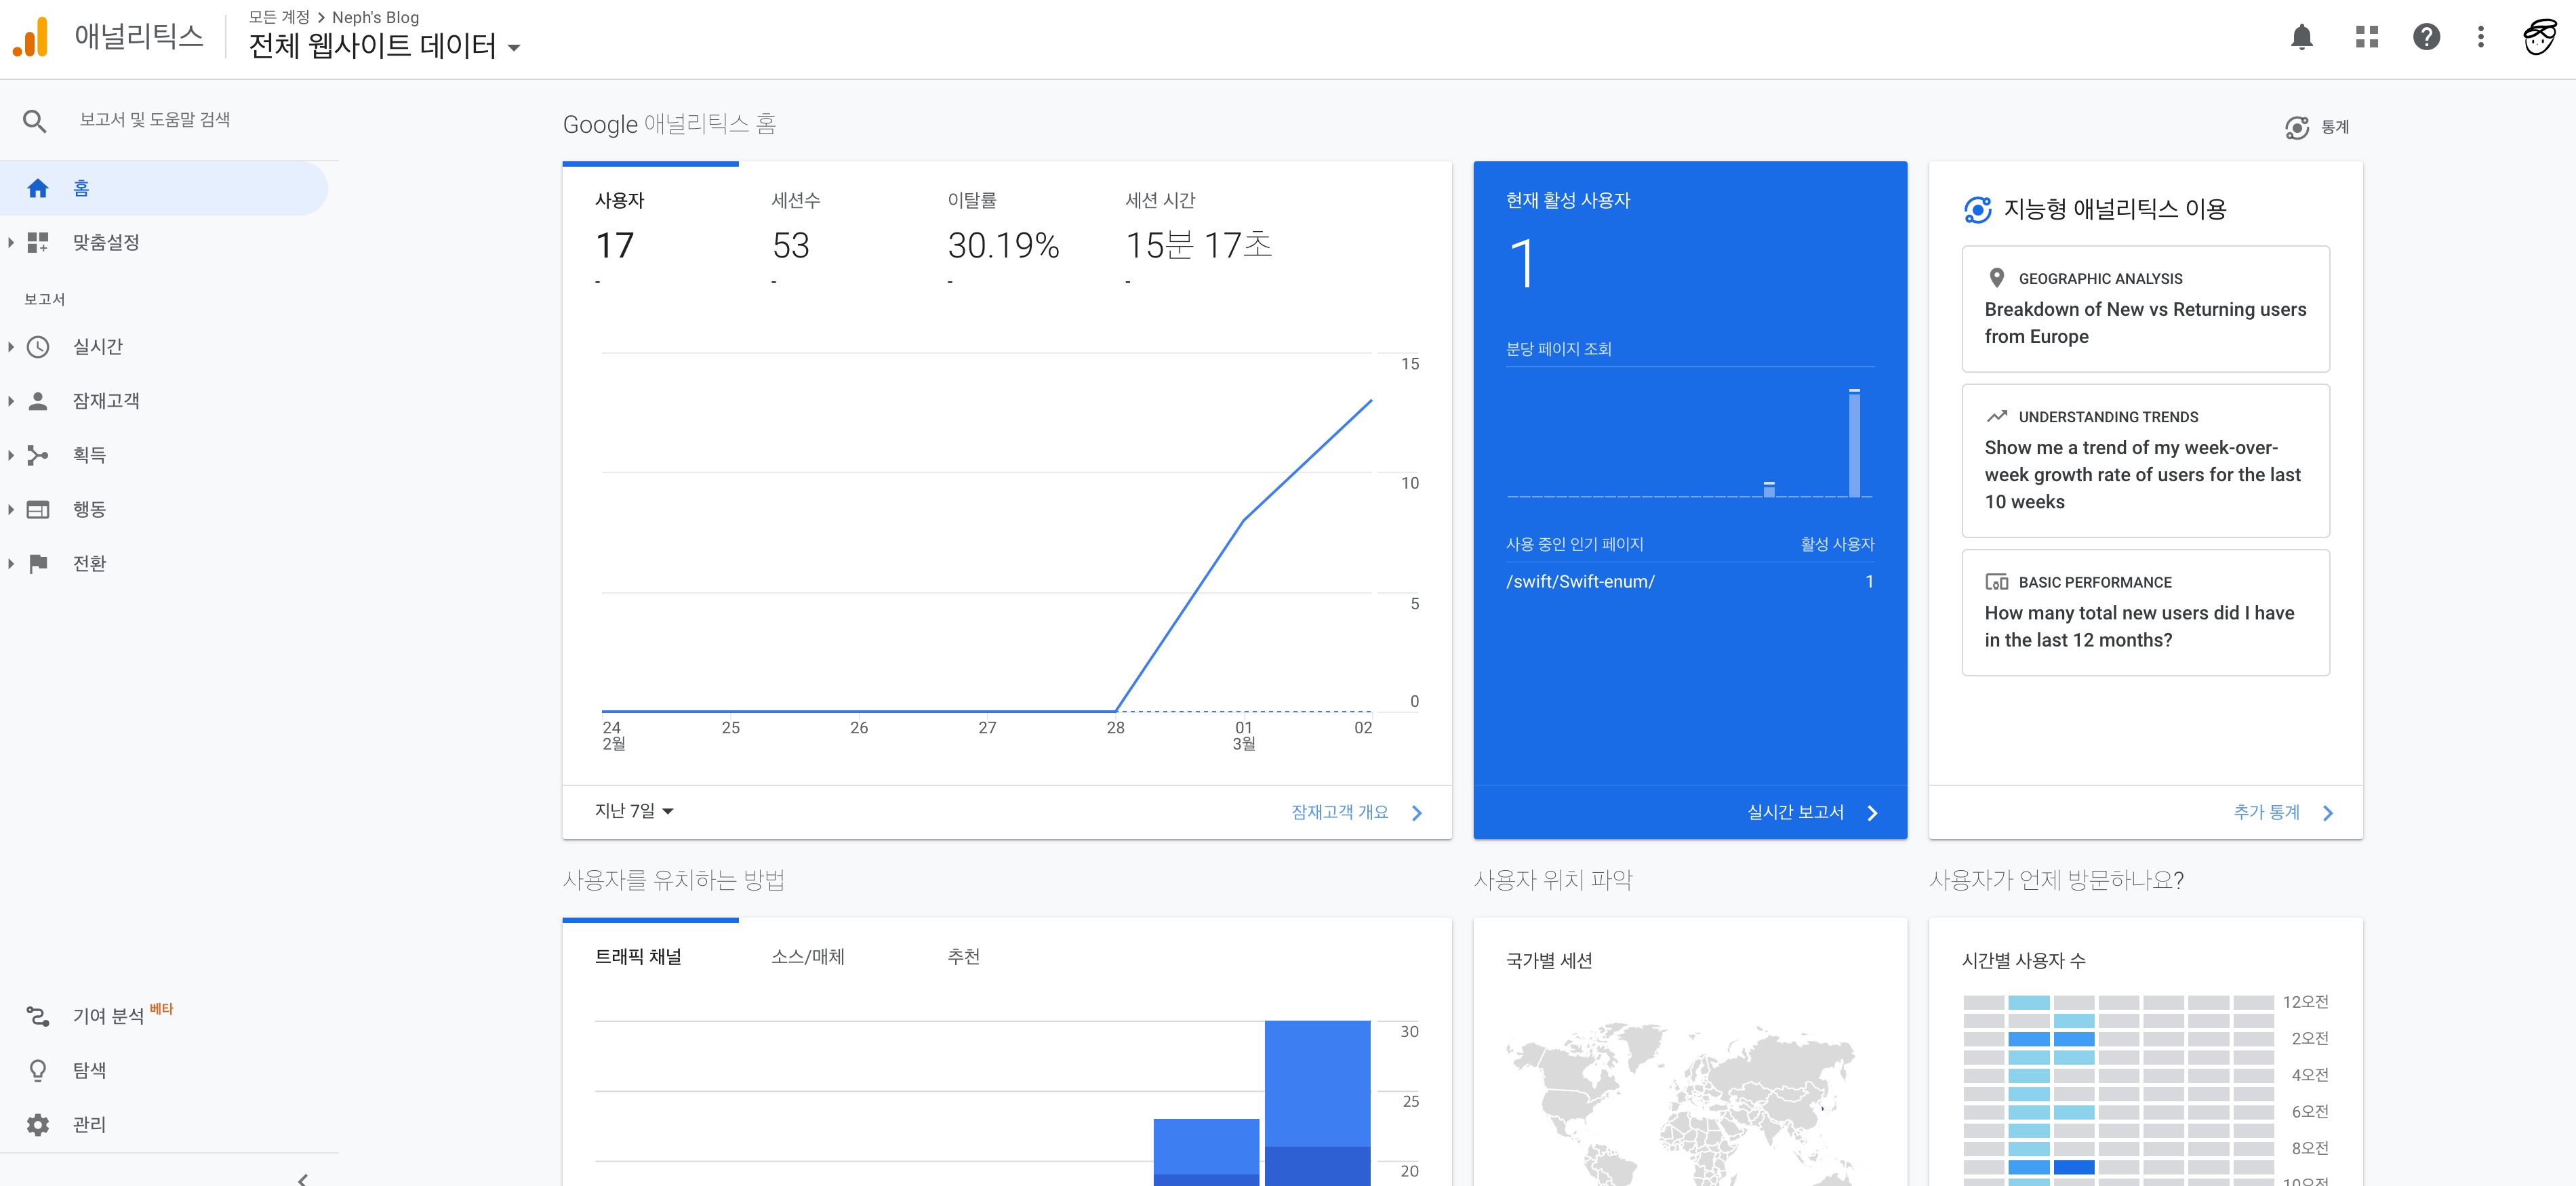 애널리틱스
모든 계정 > Neph's Blog
전체 웹사이트 데이터
보고서 및 도움말 검색
홈
맞춤설정
보고서
실시간
잠재고객
획득
행동
전환
기여 분석 베타
탐색
관리
Google 애널리틱스 홈
통계
사용자 세션수 이탈률 세션 시간
17 53 30.19% 15분 17초
- - - -
15
10
5
0
24 25 26 27 28 01 02
2월 3월
지난 7일
잠재고객 개요
현재 활성 사용자
1
분당 페이지 조회
사용 중인 인기 페이지 활성 사용자
/swift/Swift-enum/ 1
실시간 보고서
지능형 애널리틱스 이용
GEOGRAPHIC ANALYSIS
Breakdown of New vs Returning users
from Europe
UNDERSTANDING TRENDS
Show me a trend of my week-over-
week growth rate of users for the last
10 weeks
BASIC PERFORMANCE
How many total new users did I have
in the last 12 months?
추가 통계
사용자를 유치하는 방법
트래픽 채널 소스/매체 추천
30
25
20
사용자 위치 파악
국가별 세션
사용자가 언제 방문하나요?
시간별 사용자 수
12오전
2오전
4오전
6오전
8오전
10오전